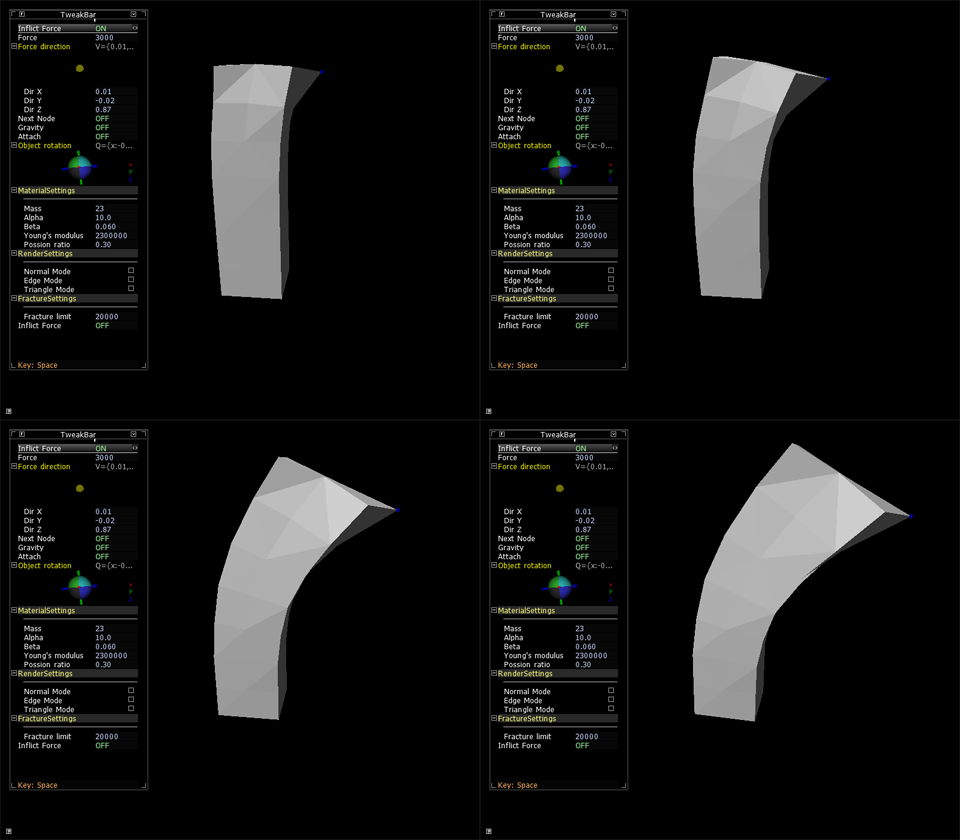 TweakBar
Inflict Force ON
Force 3000
Force direction V={0.01,..
Dir X 0.01
Dir Y -0.02
Dir Z 0.87
Next Node OFF
Gravity OFF
Attach OFF
Object rotation Q={x:-0...
MaterialSettings
Mass 23
Alpha 10.0
Beta 0.060
Young's modulus 2300000
Possion ratio 0.30
RenderSettings
Normal Mode
Edge Mode
Triangle Mode
FractureSettings
Fracture limit 20000
Inflict Force OFF
Key: Space
TweakBar
Inflict Force ON
Force 3000
Force direction V={0.01,..
Dir X 0.01
Dir Y -0.02
Dir Z 0.87
Next Node OFF
Gravity OFF
Attach OFF
Object rotation Q={x:-0...
MaterialSettings
Mass 23
Alpha 10.0
Beta 0.060
Young's modulus 2300000
Possion ratio 0.30
RenderSettings
Normal Mode
Edge Mode
Triangle Mode
FractureSettings
Fracture limit 20000
Inflict Force OFF
Key: Space
TweakBar
Inflict Force ON
Force 3000
Force direction V={0.01,..
Dir X 0.01
Dir Y -0.02
Dir Z 0.87
Next Node OFF
Gravity OFF
Attach OFF
Object rotation Q={x:-0...
MaterialSettings
Mass 23
Alpha 10.0
Beta 0.060
Young's modulus 2300000
Possion ratio 0.30
RenderSettings
Normal Mode
Edge Mode
Triangle Mode
FractureSettings
Fracture limit 20000
Inflict Force OFF
Key: Space
TweakBar
Inflict Force ON
Force 3000
Force direction V={0.01,..
Dir X 0.01
Dir Y -0.02
Dir Z 0.87
Next Node OFF
Gravity OFF
Attach OFF
Object rotation Q={x:-0...
MaterialSettings
Mass 23
Alpha 10.0
Beta 0.060
Young's modulus 2300000
Possion ratio 0.30
RenderSettings
Normal Mode
Edge Mode
Triangle Mode
FractureSettings
Fracture limit 20000
Inflict Force OFF
Key: Space